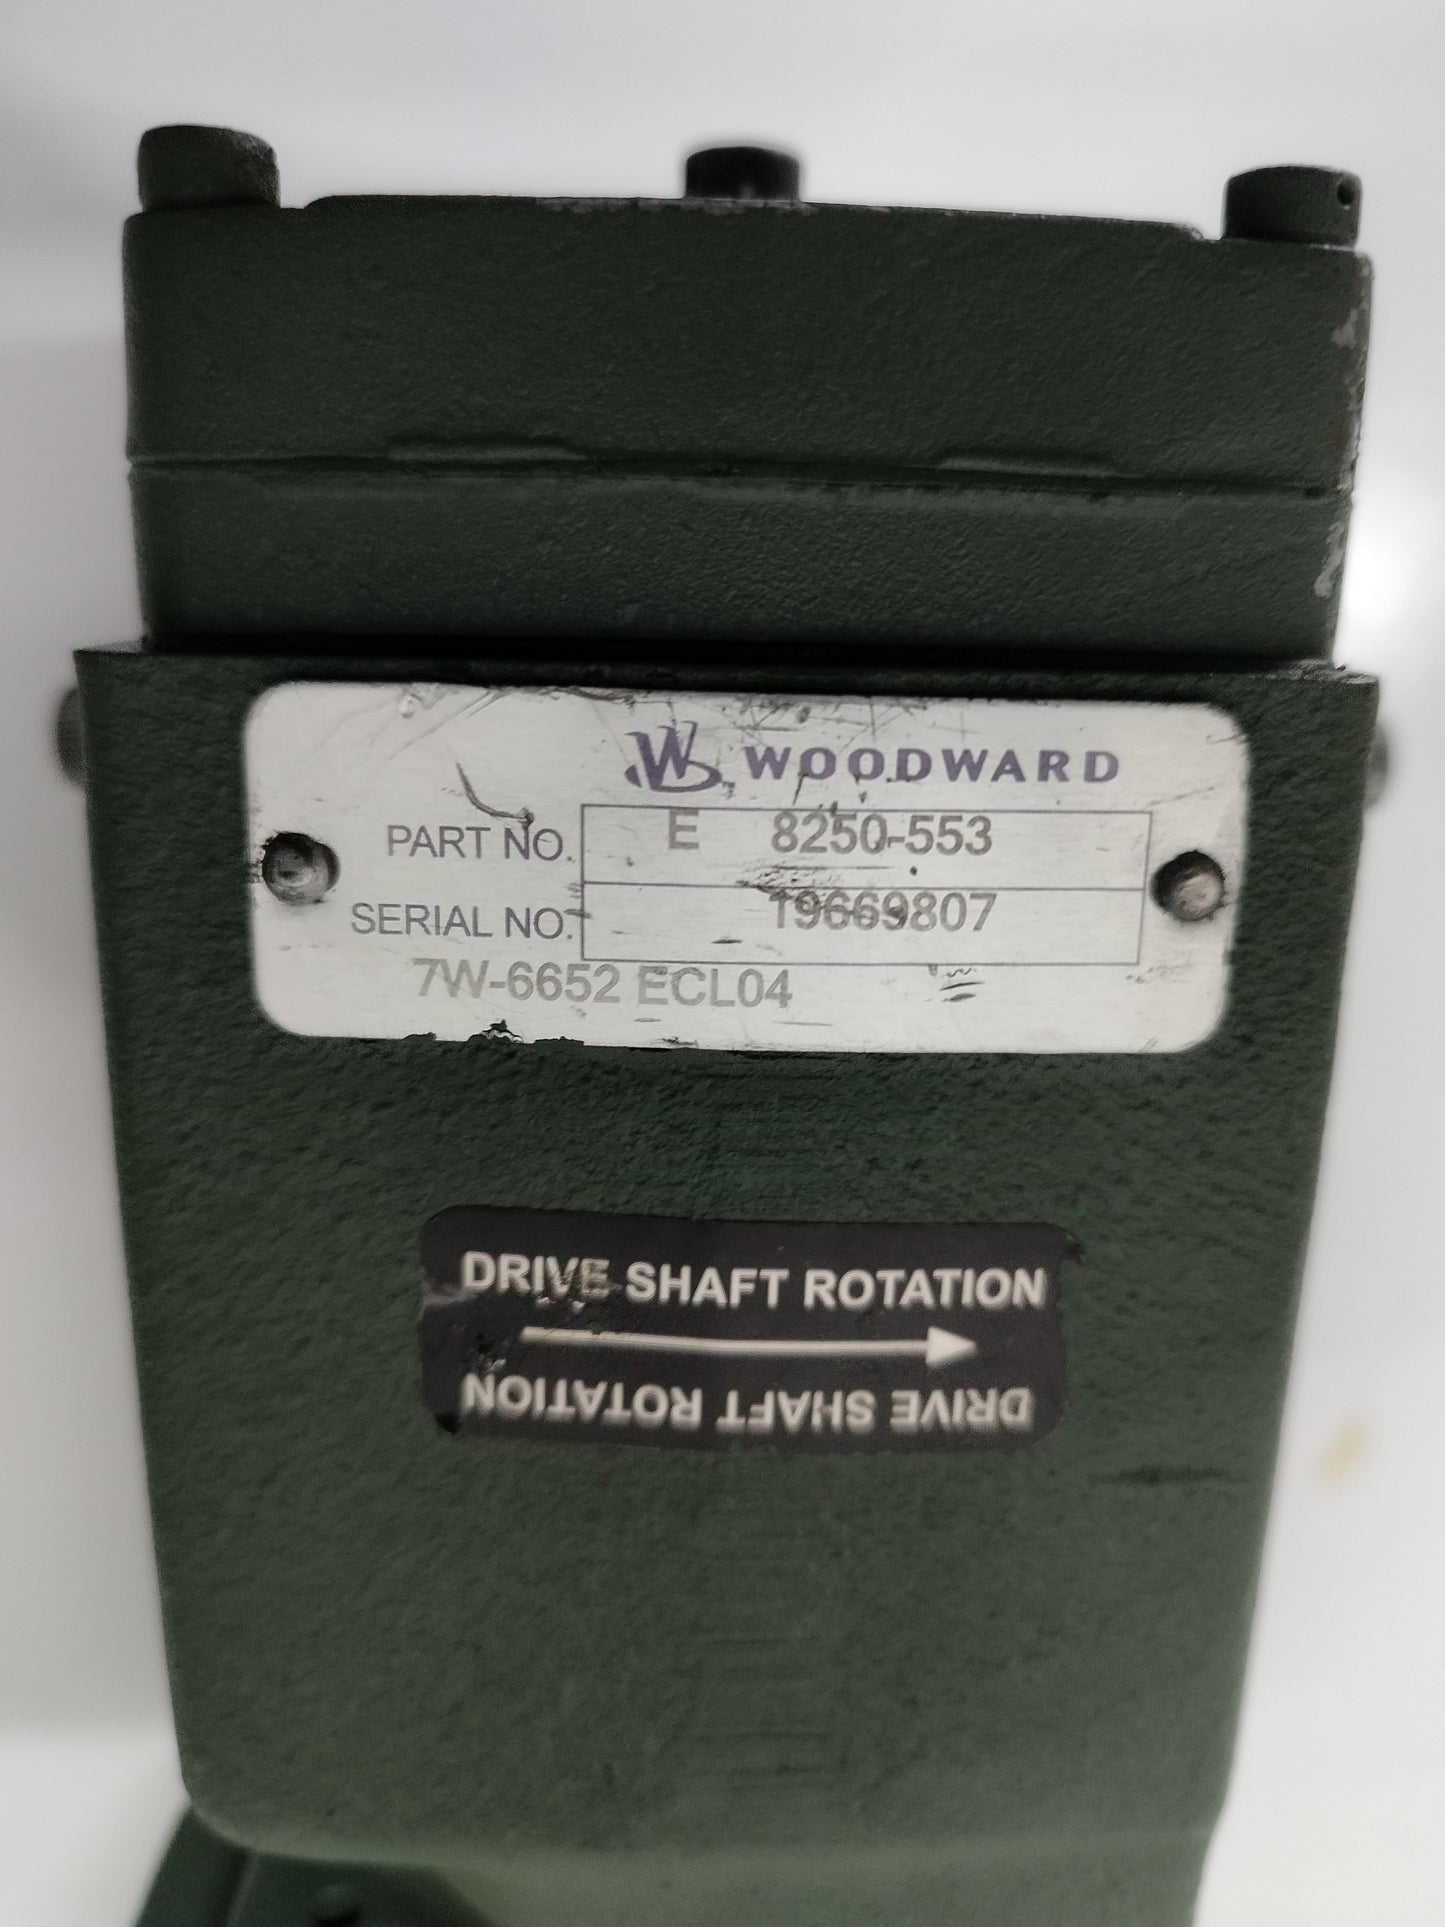 WOODWARD
PART NO. E 8250-553
SERIAL NO. 19669807
7W-6652 ECL04
DRIVE SHAFT ROTATION
DRIVE SHAFT ROTATION